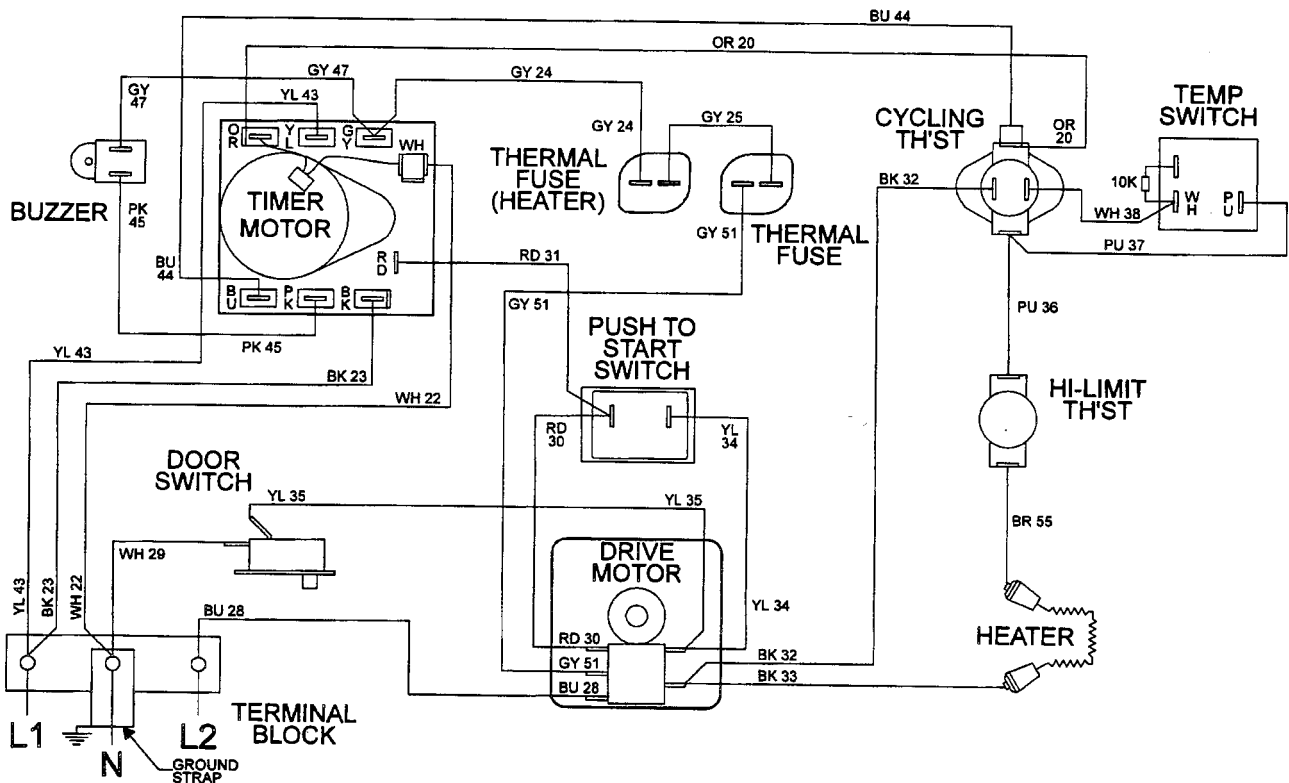 BU 44
OR 20
GY 47
GY 24
GY
47
YL 43
GY 24
GY 25
CYCLING
TH'ST
OR
20
TEMP
SWITCH
O
R
Y
L
G
Y
WH
THERMAL
FUSE
(HEATER)
BK 32
10K
W
H
P
U
BUZZER
PK
45
TIMER
MOTOR
WH 38
GY 51
THERMAL
FUSE
PU 37
BU
44
R
D
RD 31
B
U
P
K
B
K
GY 51
PU 36
PK 45
PUSH TO
START
SWITCH
YL 43
BK 23
WH 22
HI-LIMIT
TH'ST
RD
30
YL
34
DOOR
SWITCH
YL 35
YL 35
BR 55
WH 29
DRIVE
MOTOR
YL 43
BK 23
WH 22
BU 28
YL 34
HEATER
RD 30
GY 51
BU 28
BK 32
BK 33
L1
N
L2
TERMINAL
BLOCK
GROUND
STRAP